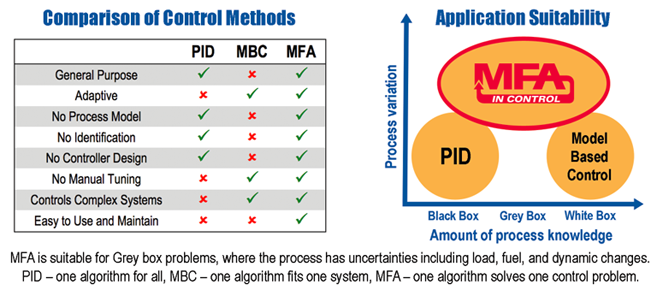 Comparison of Control Methods
PID MBC MFA
General Purpose ✓ ✗ ✓
Adaptive ✗ ✓ ✓
No Process Model ✓ ✗ ✓
No Identification ✓ ✗ ✓
No Controller Design ✓ ✗ ✓
No Manual Tuning ✗ ✓ ✓
Controls Complex Systems ✗ ✓ ✓
Easy to Use and Maintain ✗ ✗ ✓
Application Suitability
Process variation
MFA
IN CONTROL
PID
Model
Based
Control
Black Box Grey Box White Box
Amount of process knowledge
MFA is suitable for Grey box problems, where the process has uncertainties including load, fuel, and dynamic changes.
PID – one algorithm for all, MBC – one algorithm fits one system, MFA – one algorithm solves one control problem.